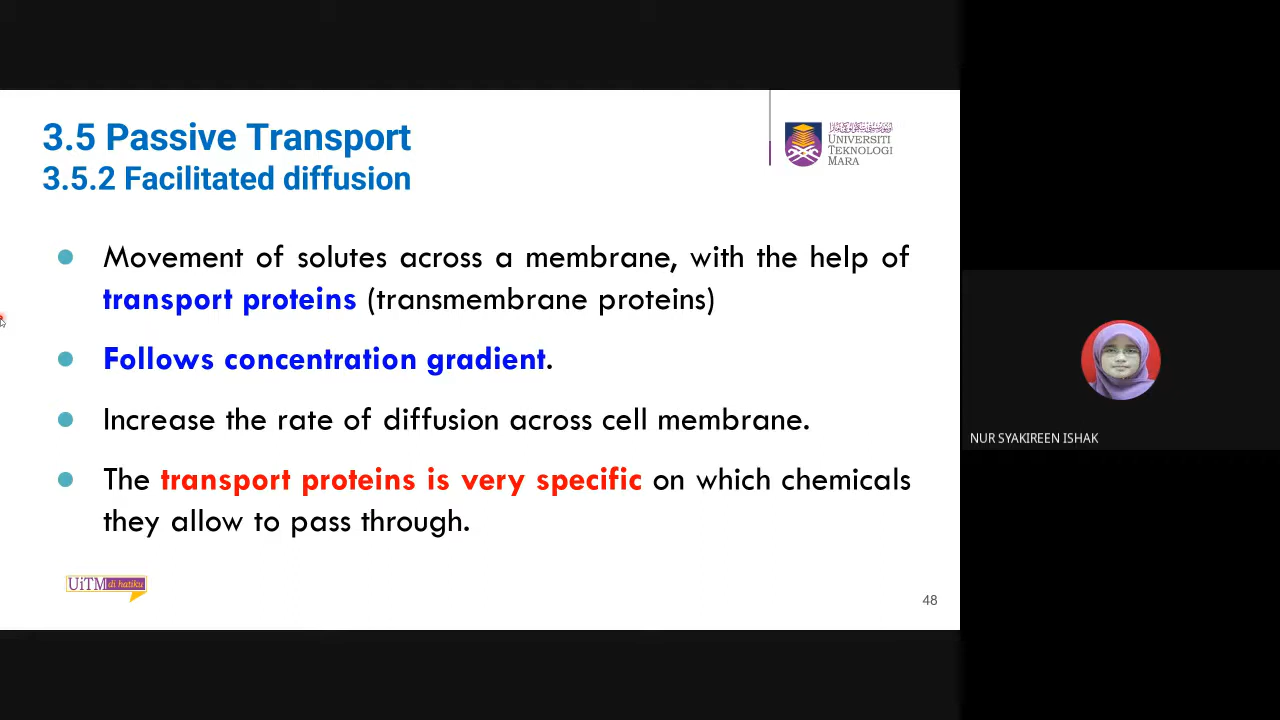 3.5 Passive Transport
3.5.2 Facilitated diffusion
UNIVERSITI
TEKNOLOGI
MARA
Movement of solutes across a membrane, with the help of
transport proteins (transmembrane proteins)
Follows concentration gradient.
Increase the rate of diffusion across cell membrane.
The transport proteins is very specific on which chemicals
they allow to pass through.
UiTM di hatiku
48
NUR SYAKIREEN ISHAK